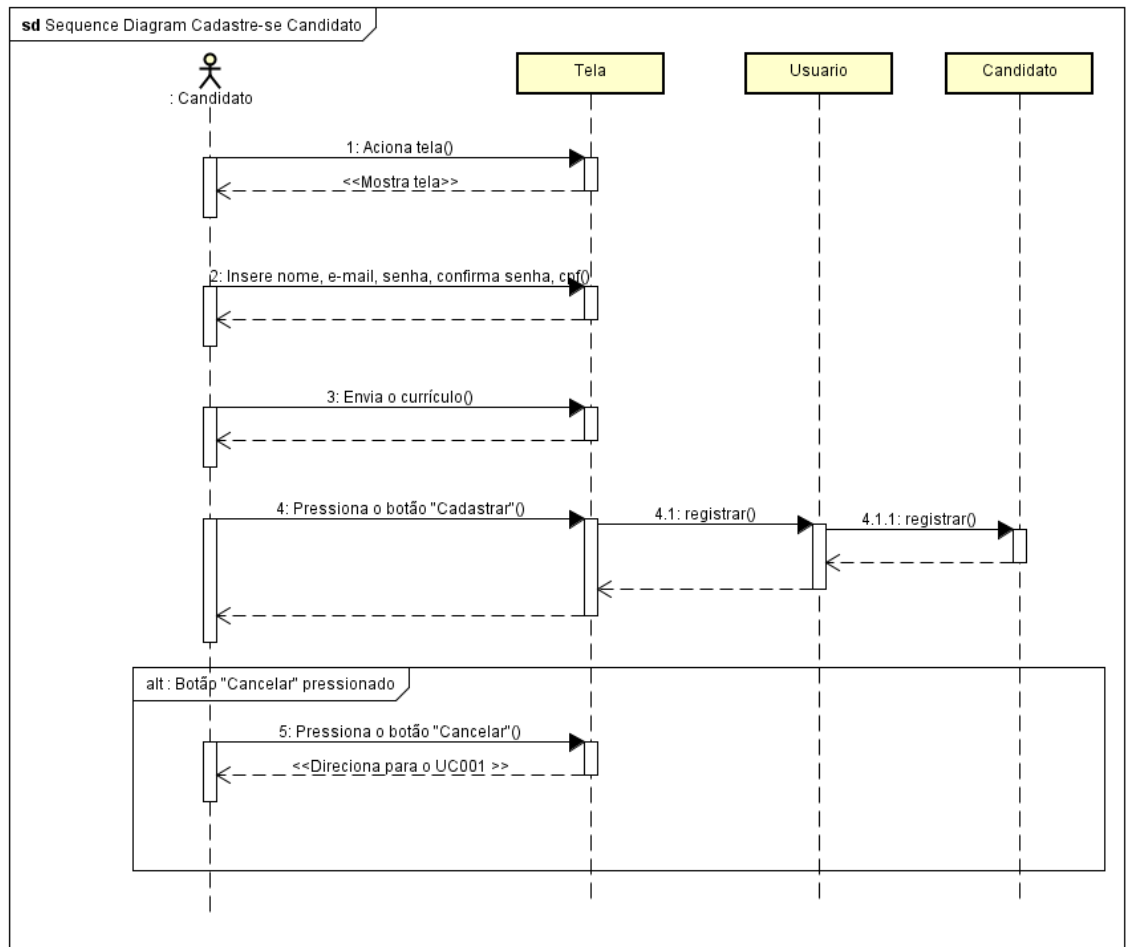 sd Sequence Diagram Cadastre-se Candidato
: Candidato
Tela
Usuario
Candidato
1: Aciona tela()
<<Mostra tela>>
2: Insere nome, e-mail, senha, confirma senha, cpf()
3: Envia o currículo()
4: Pressiona o botão "Cadastrar"()
4.1: registrar()
4.1.1: registrar()
alt : Botão "Cancelar" pressionado
5: Pressiona o botão "Cancelar"()
<<Direciona para o UC001 >>